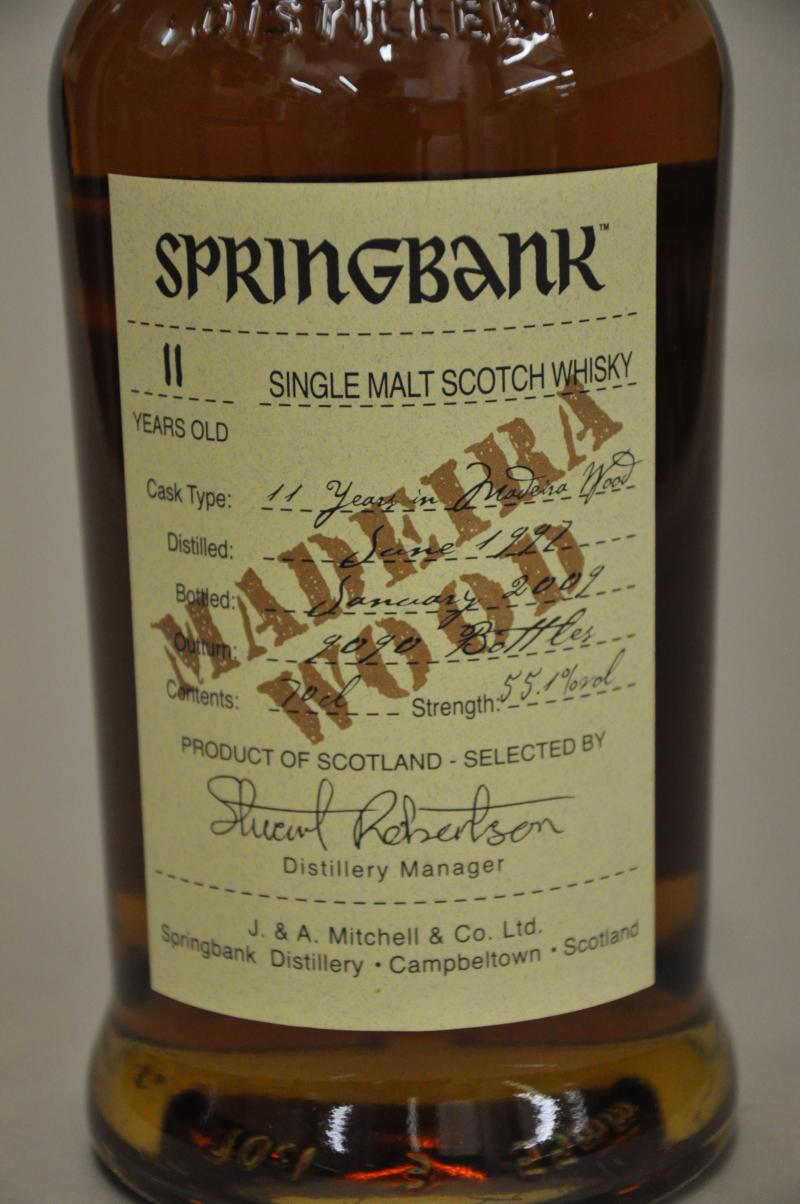 DISTILLERY
SPRINGBANK™
11 SINGLE MALT SCOTCH WHISKY
YEARS OLD
MADEIRA
WOOD
Cask Type: 11 Years in Madeira Wood
Distilled: June 1997
Bottled: January 2009
Outturn: 9090 Bottles
Contents: 70cl Strength: 55.1%vol
PRODUCT OF SCOTLAND - SELECTED BY
Stuart Robertson
Distillery Manager
J. & A. Mitchell & Co. Ltd.
Springbank Distillery • Campbeltown • Scotland